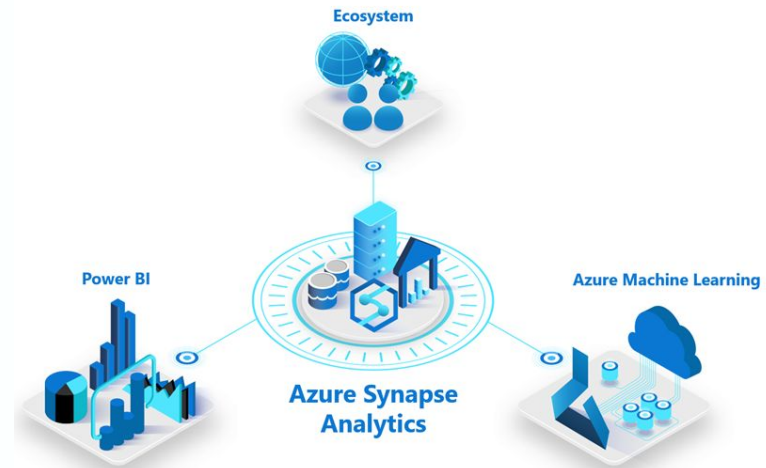 Ecosystem
Power BI
Azure Machine Learning
Azure Synapse
Analytics